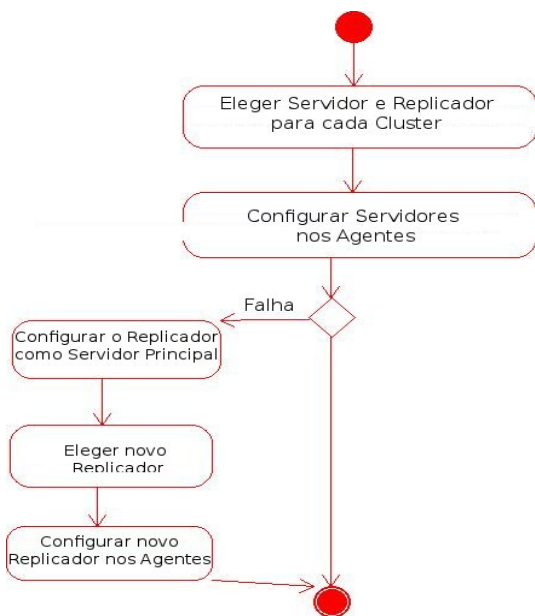 Eleger Servidor e Replicador
para cada Cluster
Configurar Servidores
nos Agentes
Falha
Configurar o Replicador
como Servidor Principal
Eleger novo
Replicador
Configurar novo
Replicador nos Agentes